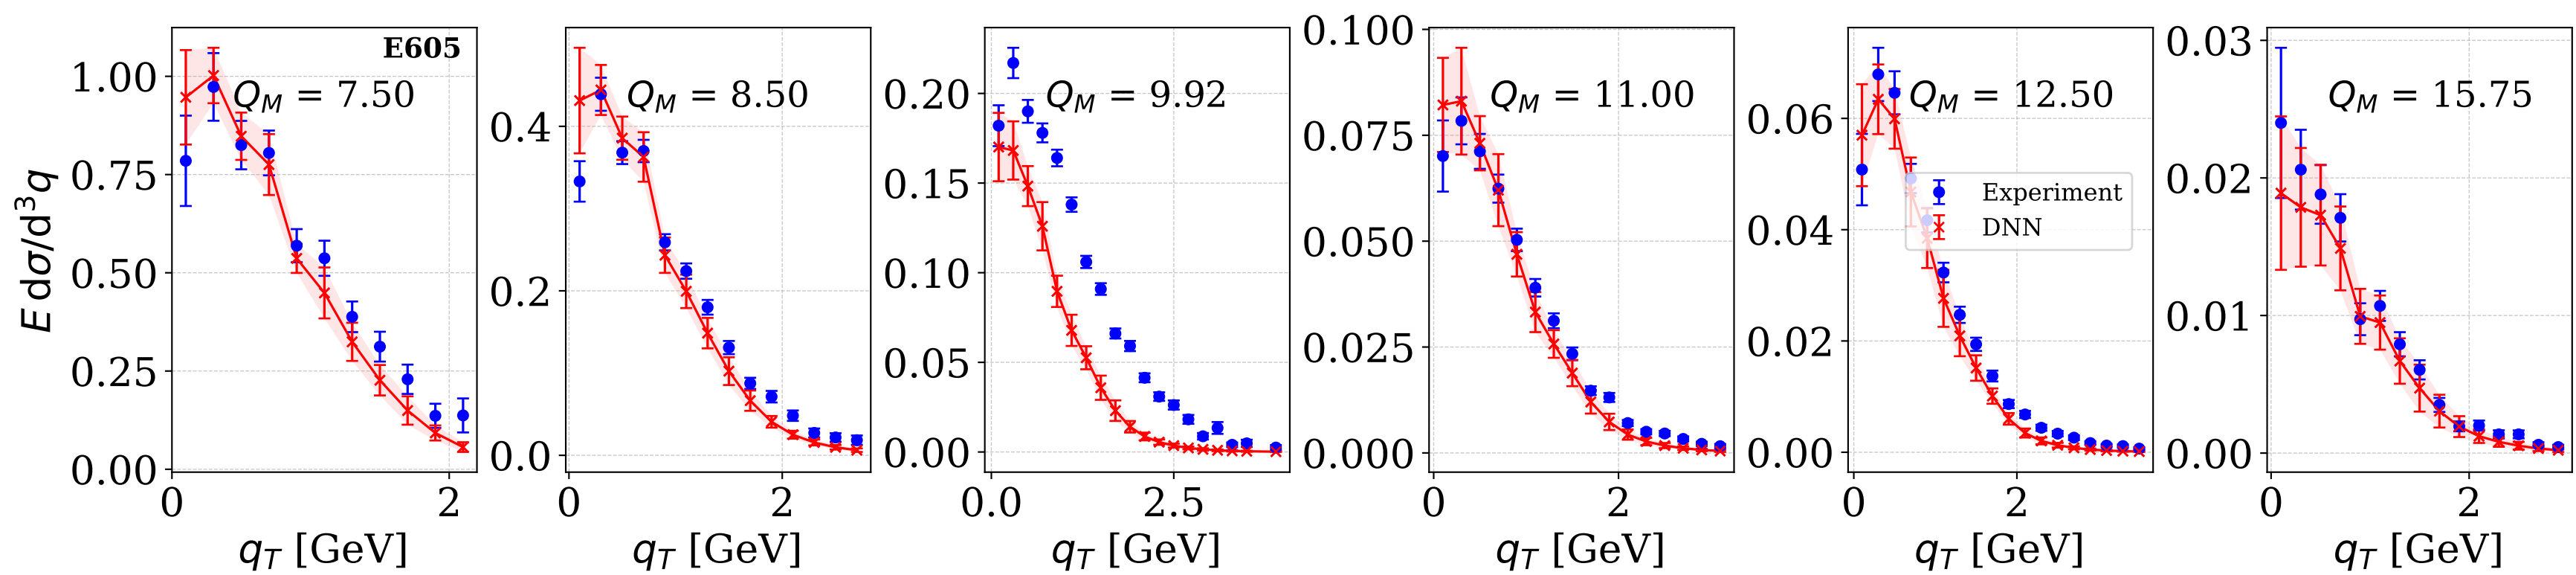 E605
Q_M = 7.50
1.00
0.75
0.50
0.25
0.00
E dσ/d³q
0
2
q_T [GeV]
Q_M = 8.50
0.4
0.2
0.0
0
2
q_T [GeV]
Q_M = 9.92
0.20
0.15
0.10
0.05
0.00
0.0
2.5
q_T [GeV]
Q_M = 11.00
0.100
0.075
0.050
0.025
0.000
0
2
q_T [GeV]
Q_M = 12.50
0.06
0.04
0.02
0.00
Experiment
DNN
0
2
q_T [GeV]
Q_M = 15.75
0.03
0.02
0.01
0.00
0
2
q_T [GeV]